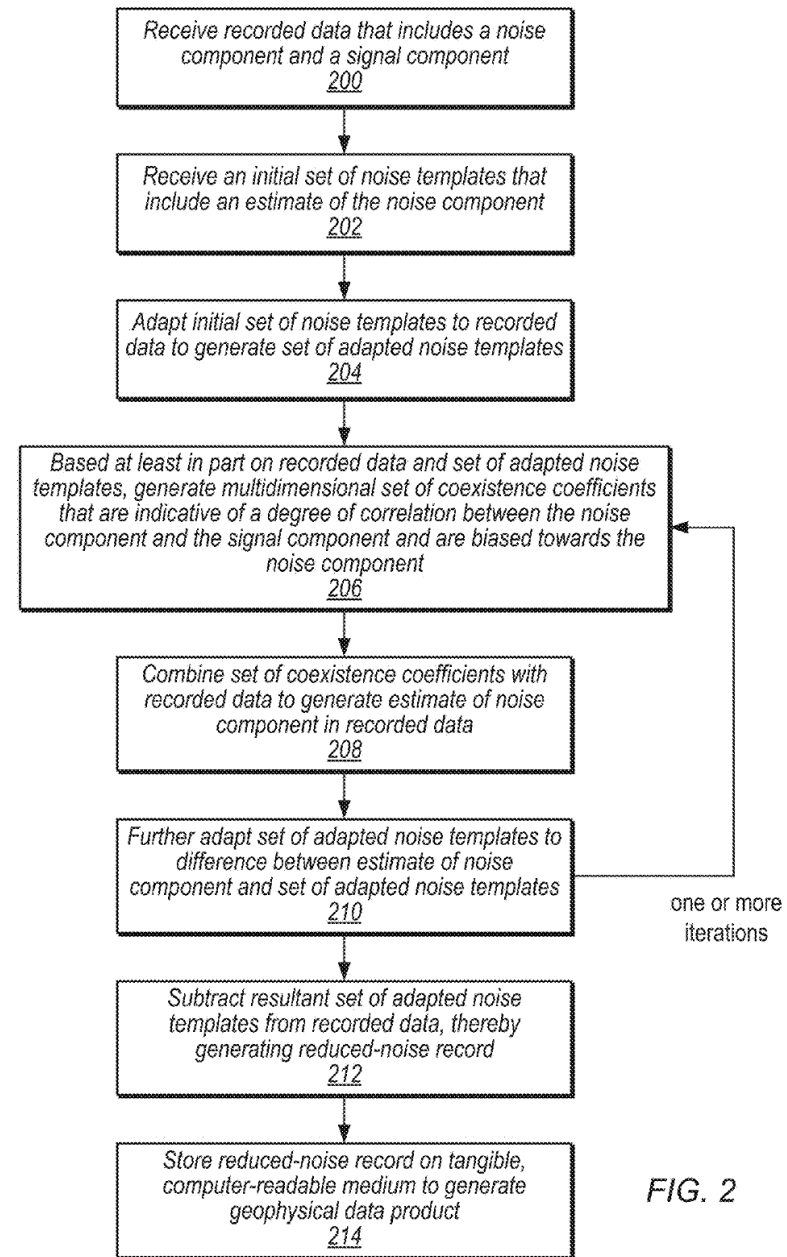 Receive recorded data that includes a noise
component and a signal component
200
Receive an initial set of noise templates that
include an estimate of the noise component
202
Adapt initial set of noise templates to recorded
data to generate set of adapted noise templates
204
Based at least in part on recorded data and set of adapted noise
templates, generate multidimensional set of coexistence coefficients
that are indicative of a degree of correlation between the noise
component and the signal component and are biased towards the
noise component
206
Combine set of coexistence coefficients with
recorded data to generate estimate of noise
component in recorded data
208
Further adapt set of adapted noise templates to
difference between estimate of noise
component and set of adapted noise templates
210
one or more
iterations
Subtract resultant set of adapted noise
templates from recorded data, thereby
generating reduced-noise record
212
Store reduced-noise record on tangible,
computer-readable medium to generate
geophysical data product
214
FIG. 2